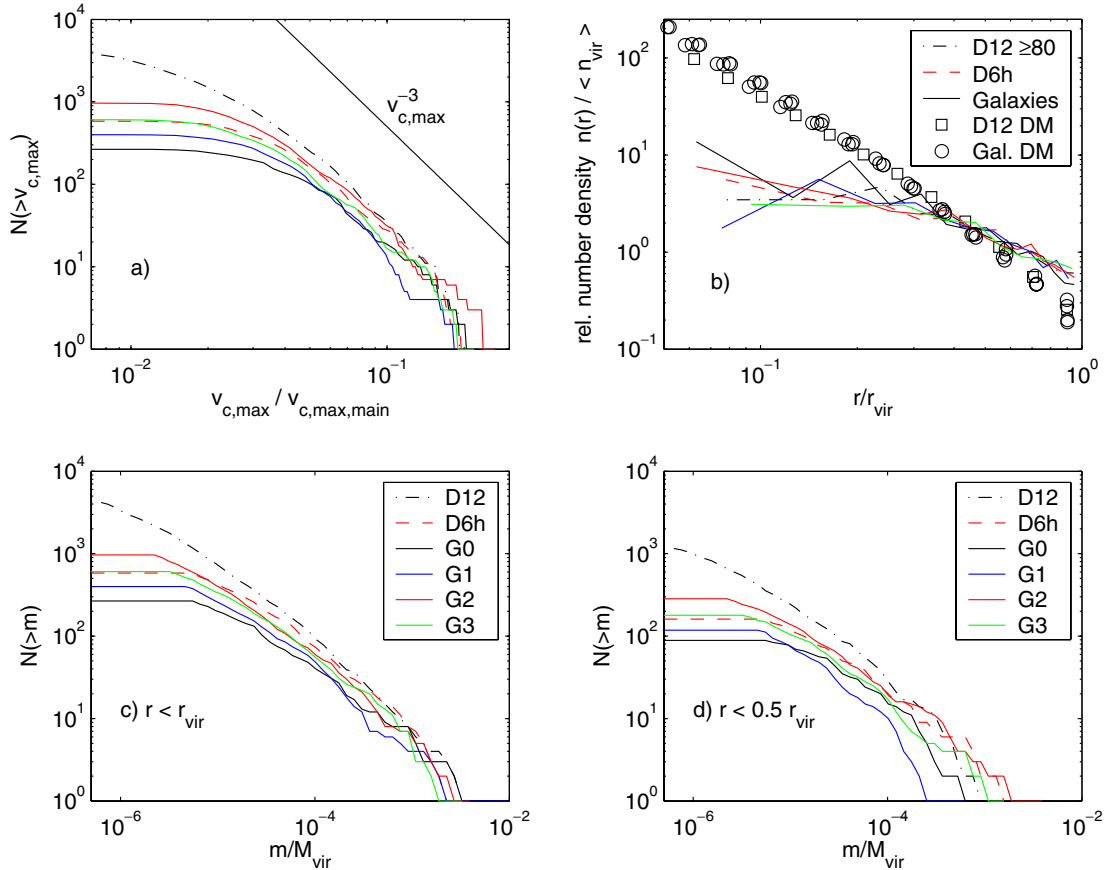 10^4
10^3
10^2
10^1
10^0
N(>v_c,max)
v_c,max^-3
a)
10^-2
10^-1
v_c,max / v_c,max,main
10^2
10^1
10^0
10^-1
rel. number density n(r) / < n_vir >
D12 ≥80
D6h
Galaxies
D12 DM
Gal. DM
b)
10^-1
10^0
r/r_vir
10^4
10^3
10^2
10^1
10^0
N(>m)
D12
D6h
G0
G1
G2
G3
c) r < r_vir
10^-6
10^-4
10^-2
m/M_vir
10^4
10^3
10^2
10^1
10^0
N(>m)
D12
D6h
G0
G1
G2
G3
d) r < 0.5 r_vir
10^-6
10^-4
10^-2
m/M_vir